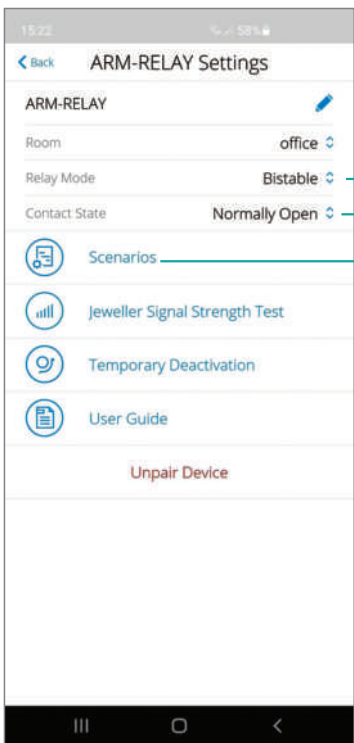 15:22 58%
Back ARM-RELAY Settings
ARM-RELAY
Room office
Relay Mode Bistable
Contact State Normally Open
Scenarios
Jeweller Signal Strength Test
Temporary Deactivation
User Guide
Unpair Device